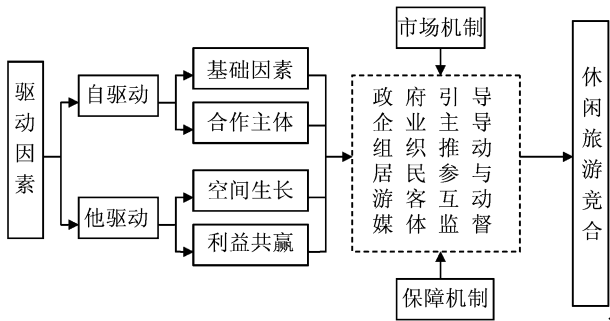 驱动因素
自驱动
他驱动
基础因素
合作主体
空间生长
利益共赢
市场机制
政府引导
企业主导
组织推动
居民参与
游客互动
媒体监督
保障机制
休闲旅游竞合